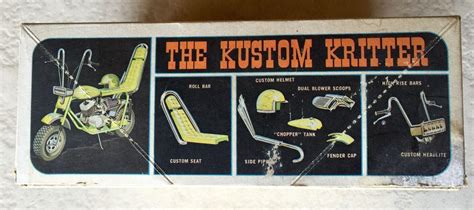 THE KUSTOM KRITTER
ROLL BAR
CUSTOM SEAT
CUSTOM HELMET
DUAL BLOWER SCOOPS
"CHOPPER" TANK
SIDE PIPE
FENDER CAP
HIGH RISE BARS
CUSTOM HEADLITE